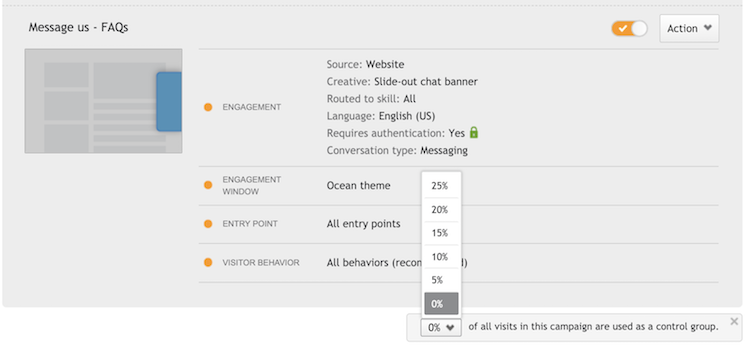 Message us - FAQs
Action
Source: Website
Creative: Slide-out chat banner
Routed to skill: All
ENGAGEMENT
Language: English (US)
Requires authentication: Yes
Conversation type: Messaging
ENGAGEMENT
WINDOW
Ocean theme
ENTRY POINT
All entry points
VISITOR BEHAVIOR
All behaviors (recon d)
25%
20%
15%
10%
5%
0%
0% of all visits in this campaign are used as a control group.